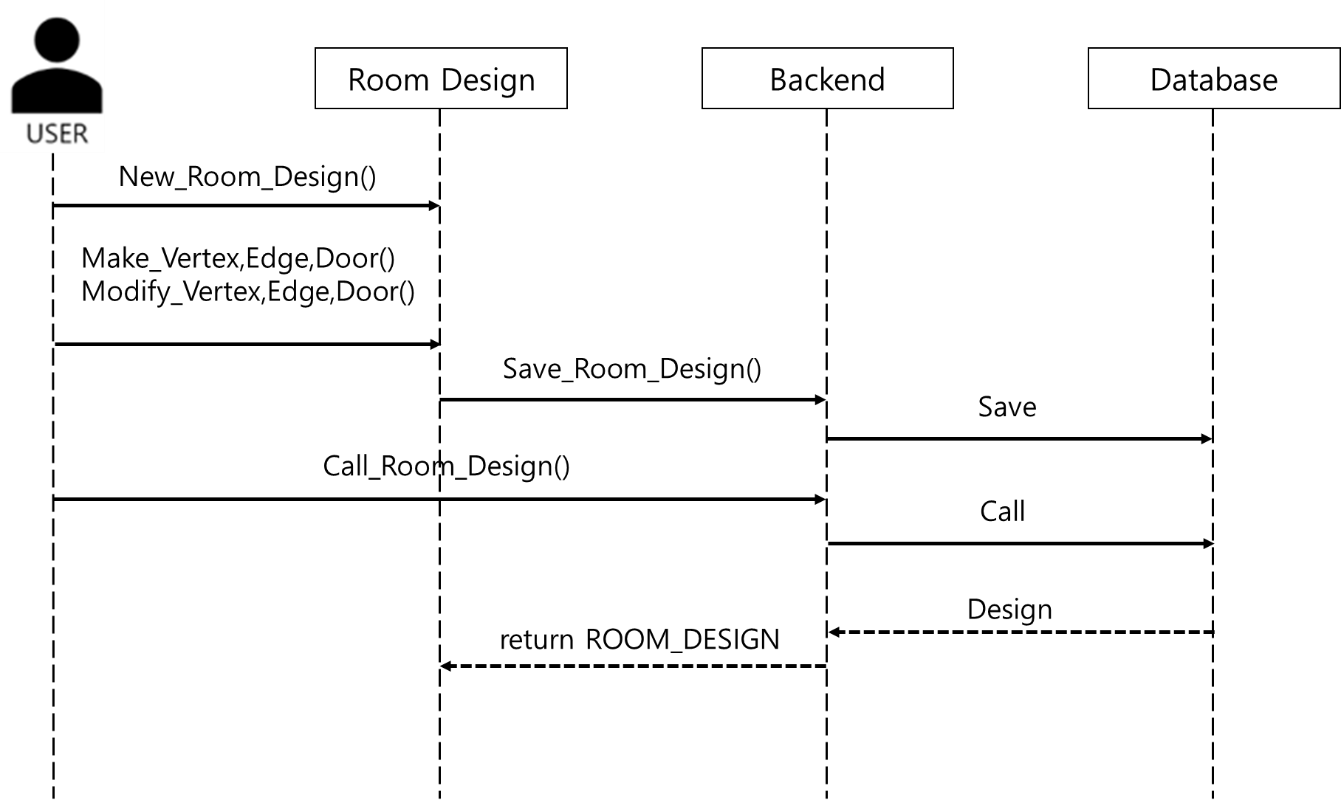 USER
Room Design
Backend
Database
New_Room_Design()
Make_Vertex,Edge,Door()
Modify_Vertex,Edge,Door()
Save_Room_Design()
Save
Call_Room_Design()
Call
Design
return ROOM_DESIGN